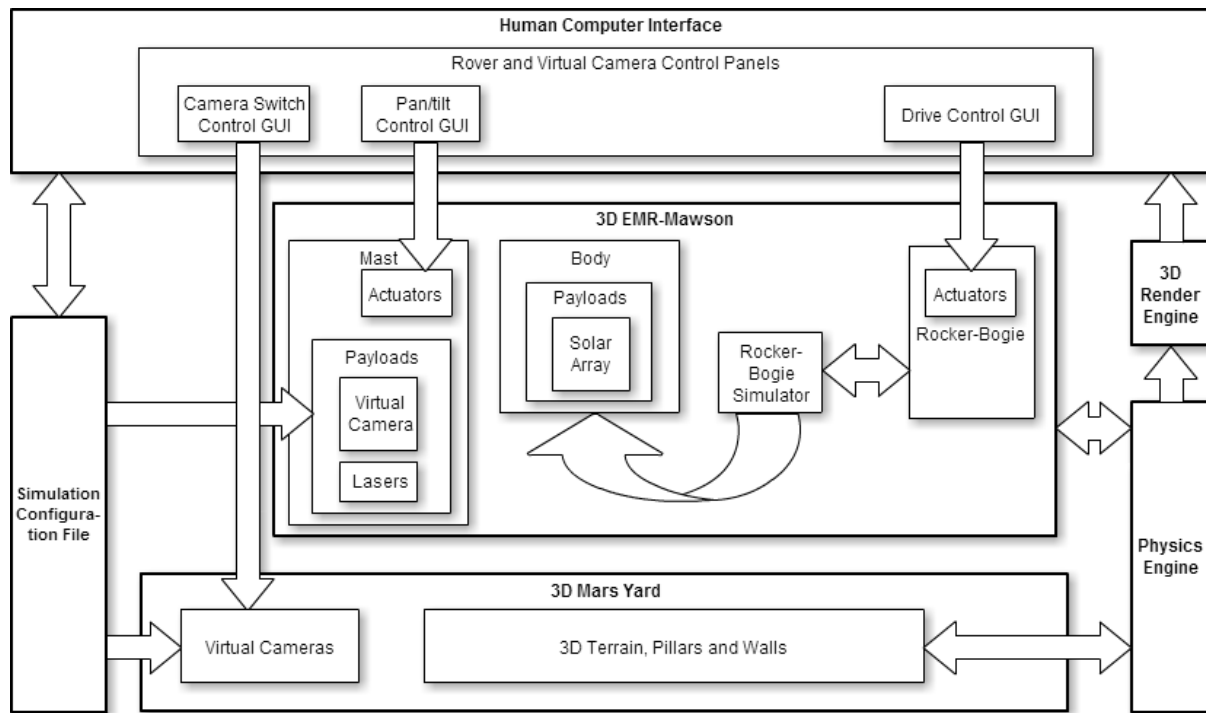 Human Computer Interface
Rover and Virtual Camera Control Panels
Camera Switch
Control GUI
Pan/tilt
Control GUI
Drive Control GUI
3D EMR-Mawson
Mast
Actuators
Payloads
Virtual
Camera
Lasers
Body
Payloads
Solar
Array
Rocker-
Bogie
Simulator
Actuators
Rocker-Bogie
3D
Render
Engine
Simulation
Configura-
tion File
Physics
Engine
3D Mars Yard
Virtual Cameras
3D Terrain, Pillars and Walls